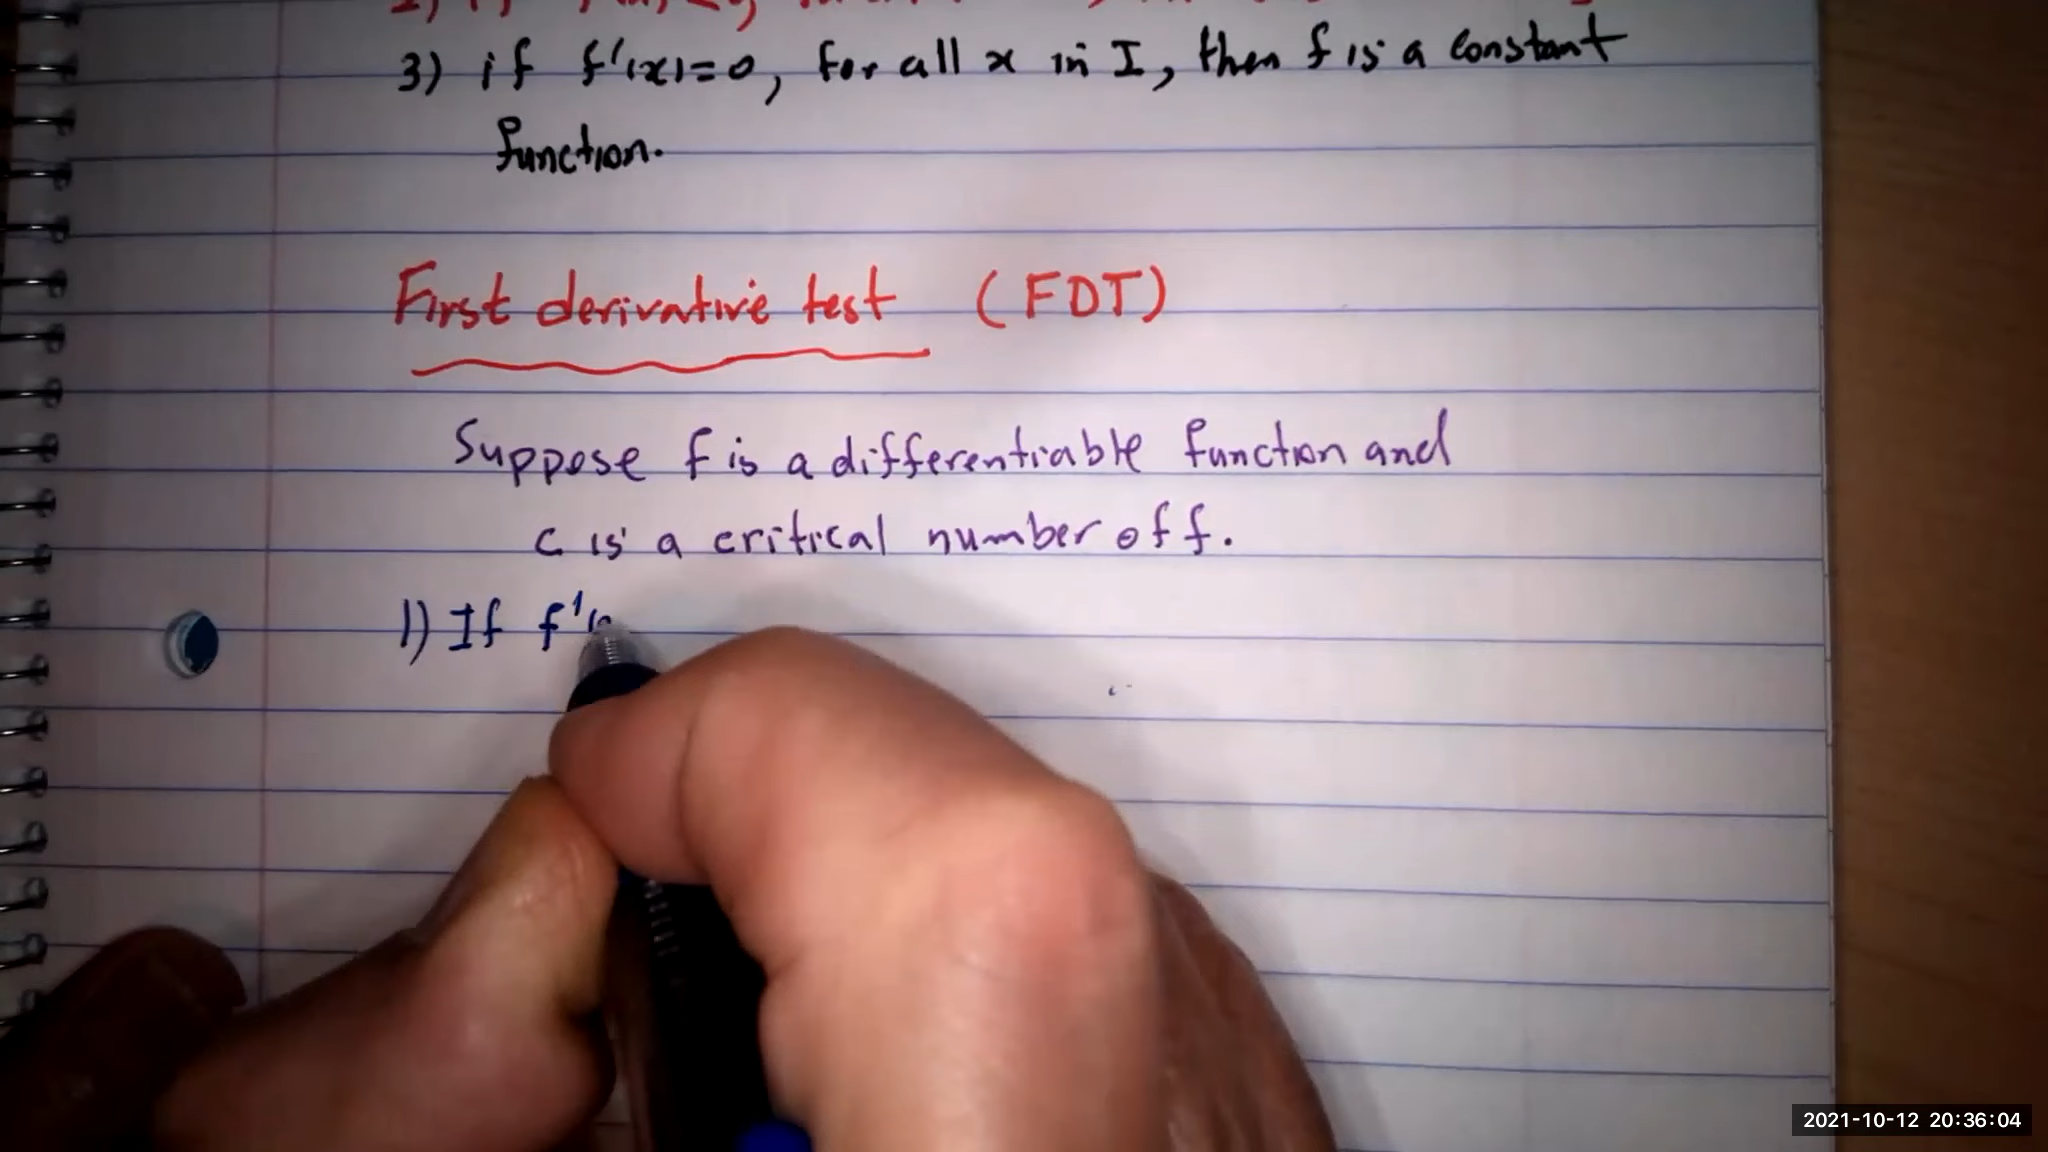 3) if f'(x)=0, for all x in I, then f is a constant
function.
First derivative test (FDT)
Suppose f is a differentiable function and
c is a critical number of f.
1) If f'(
2021-10-12 20:36:04